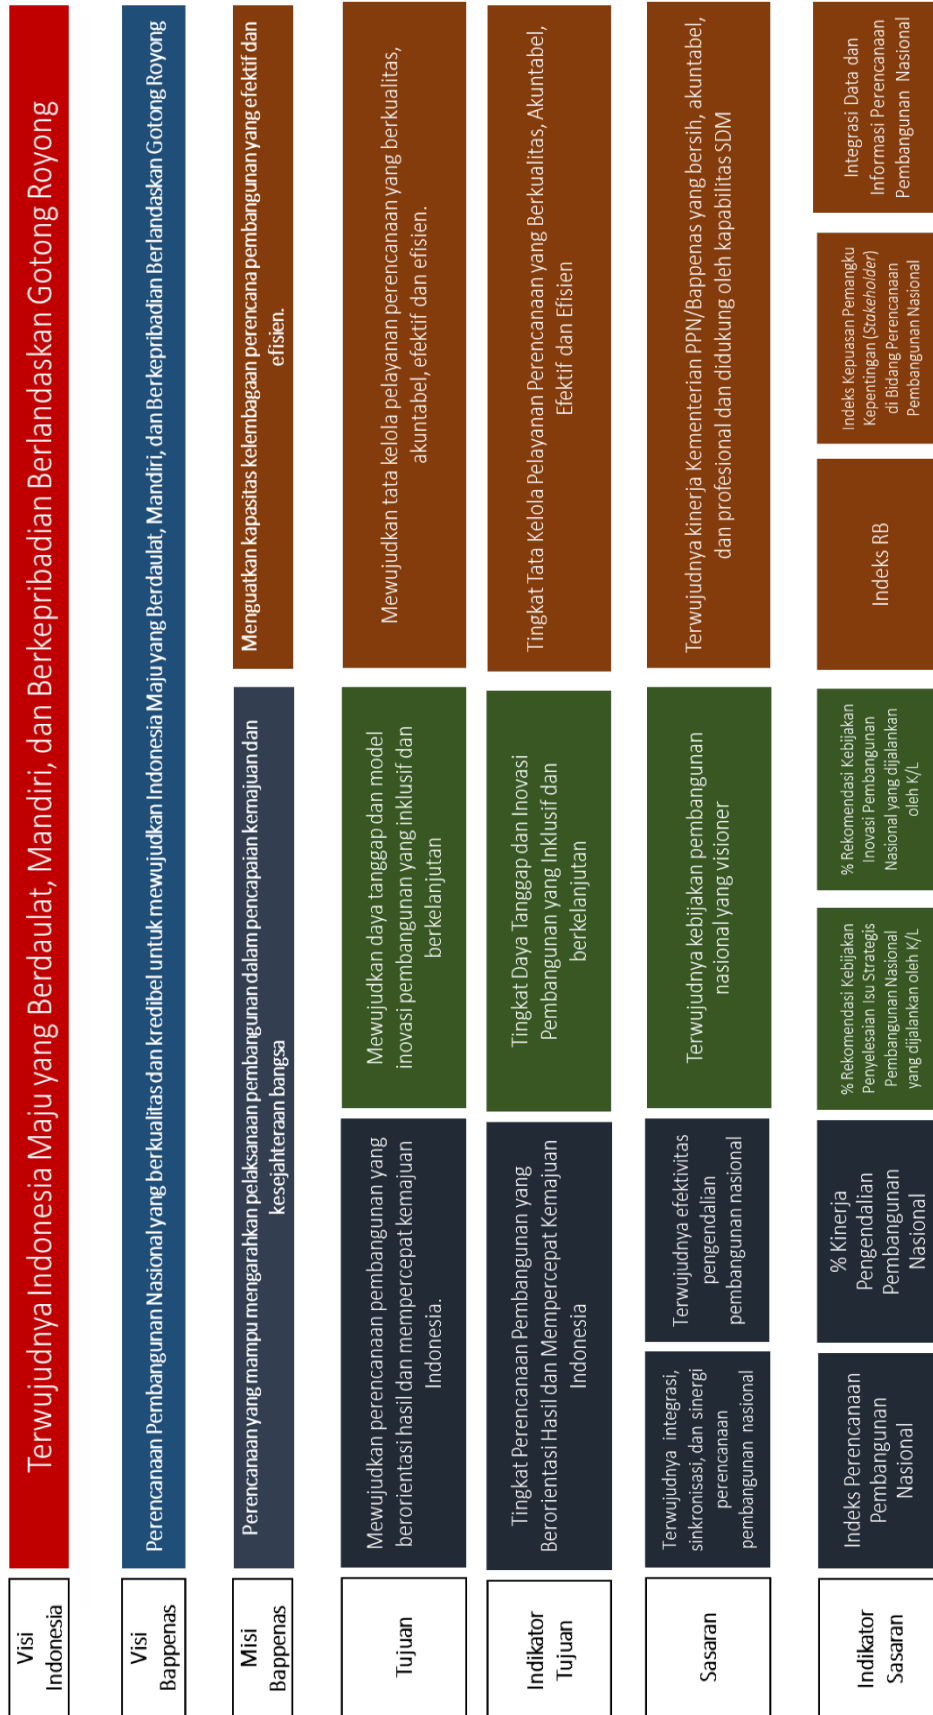 Visi
Indonesia
Terwujudnya Indonesia Maju yang Berdaulat, Mandiri, dan Berkepribadian Berlandaskan Gotong Royong
Visi
Bappenas
Perencanaan Pembangunan Nasional yang berkualitas dan kredibel untuk mewujudkan Indonesia Maju yang Berdaulat, Mandiri, dan Berkepribadian Berlandaskan Gotong Royong
Misi
Bappenas
Perencanaan yang mampu mengarahkan pelaksanaan pembangunan dalam pencapaian kemajuan dan
kesejahteraan bangsa
Menguatkan kapasitas kelembagaan perencana pembangunan yang efektif dan
efisien.
Tujuan
Mewujudkan perencanaan pembangunan yang
berorientasi hasil dan mempercepat kemajuan
Indonesia.
Mewujudkan daya tanggap dan model
inovasi pembangunan yang inklusif dan
berkelanjutan
Mewujudkan tata kelola pelayanan perencanaan yang berkualitas,
akuntabel, efektif dan efisien.
Indikator
Tujuan
Tingkat Perencanaan Pembangunan yang
Berorientasi Hasil dan Mempercepat Kemajuan
Indonesia
Tingkat Daya Tanggap dan Inovasi
Pembangunan yang Inklusif dan
berkelanjutan
Tingkat Tata Kelola Pelayanan Perencanaan yang Berkualitas, Akuntabel,
Efektif dan Efisien
Sasaran
Terwujudnya integrasi,
sinkronisasi, dan sinergi
perencanaan
pembangunan nasional
Terwujudnya efektivitas
pengendalian
pembangunan nasional
Terwujudnya kebijakan pembangunan
nasional yang visioner
Terwujudnya kinerja Kementerian PPN/Bappenas yang bersih, akuntabel,
dan profesional dan didukung oleh kapabilitas SDM
Indikator
Sasaran
Indeks Perencanaan
Pembangunan
Nasional
% Kinerja
Pengendalian
Pembangunan
Nasional
% Rekomendasi Kebijakan
Penyelesaian Isu Strategis
Pembangunan Nasional
yang dijalankan oleh K/L
% Rekomendasi Kebijakan
Inovasi Pembangunan
Nasional yang dijalankan
oleh K/L
Indeks RB
Indeks Kepuasan Pemangku
Kepentingan (Stakeholder)
di Bidang Perencanaan
Pembangunan Nasional
Integrasi Data dan
Informasi Perencanaan
Pembangunan Nasional